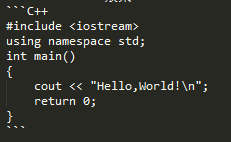 ```C++
#include <iostream>
using namespace std;
int main()
{
    cout << "Hello,World!\n";
    return 0;
}
```